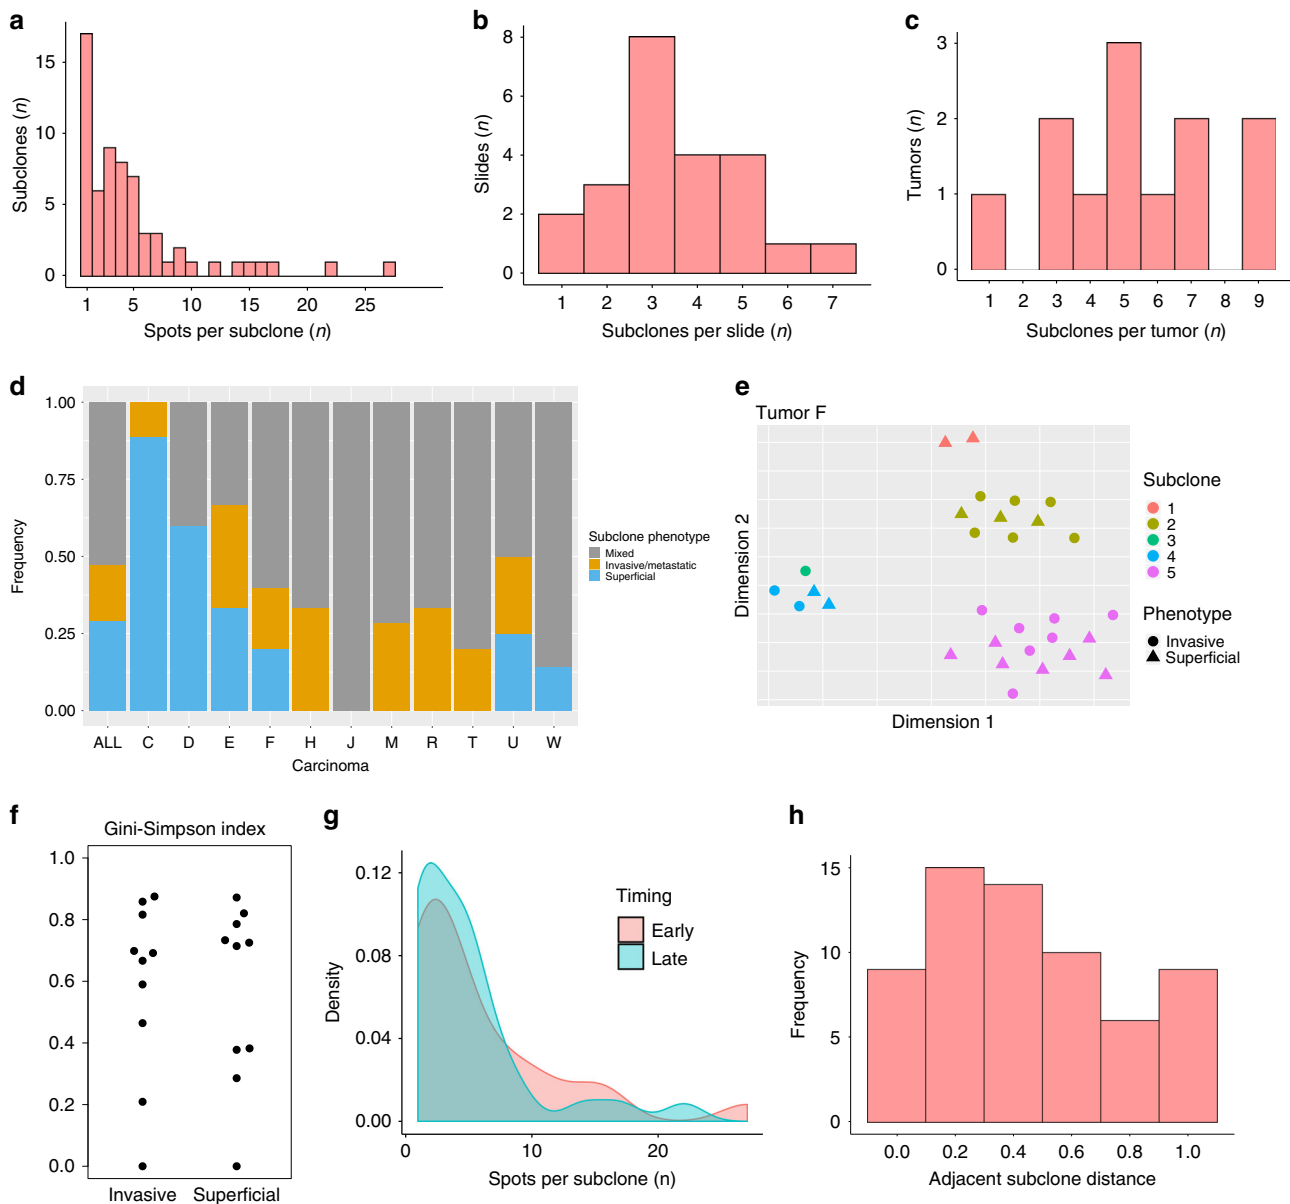 a
Subclones (n)
15
10
5
0
1
5
10
15
20
25
Spots per subclone (n)
b
Slides (n)
8
6
4
2
0
1
2
3
4
5
6
7
Subclones per slide (n)
c
Tumors (n)
3
2
1
0
1
2
3
4
5
6
7
8
9
Subclones per tumor (n)
d
Frequency
1.00
0.75
0.50
0.25
0.00
ALL
C
D
E
F
H
J
M
R
T
U
W
Carcinoma
Subclone phenotype
Mixed
Invasive/metastatic
Superficial
e
Tumor F
Dimension 2
Dimension 1
Subclone
1
2
3
4
5
Phenotype
Invasive
Superficial
f
Gini-Simpson index
1.0
0.8
0.6
0.4
0.2
0.0
Invasive
Superficial
g
Density
0.12
0.08
0.04
0.00
0
10
20
Spots per subclone (n)
Timing
Early
Late
h
Frequency
15
10
5
0
0.0
0.2
0.4
0.6
0.8
1.0
Adjacent subclone distance